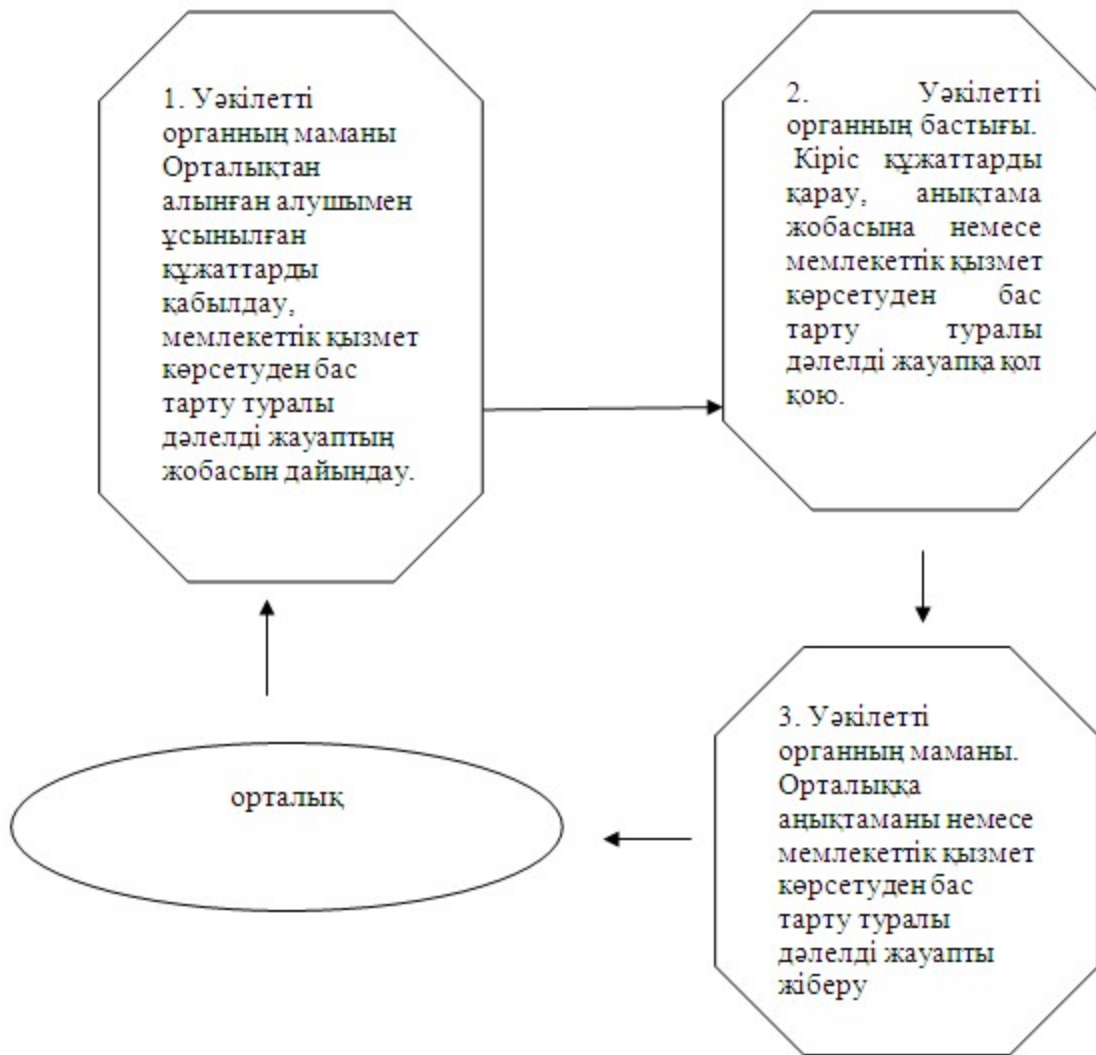 1. Уәкілетті
органның маманы
Орталықтан
алынған алушымен
ұсынылған
құжаттарды
қабылдау,
мемлекеттік қызмет
көрсетуден бас
тарту туралы
дәлелді жауаптың
жобасын дайындау.
2. Уәкілетті
органның бастығы.
Кіріс құжаттарды
қарау, анықтама
жобасына немесе
мемлекеттік қызмет
көрсетуден бас
тарту туралы
дәлелді жауапқа қол
қою.
3. Уәкілетті
органның маманы.
Орталыққа
аңықтаманы немесе
мемлекеттік қызмет
көрсетуден бас
тарту туралы
дәлелді жауапты
жіберу
орталық